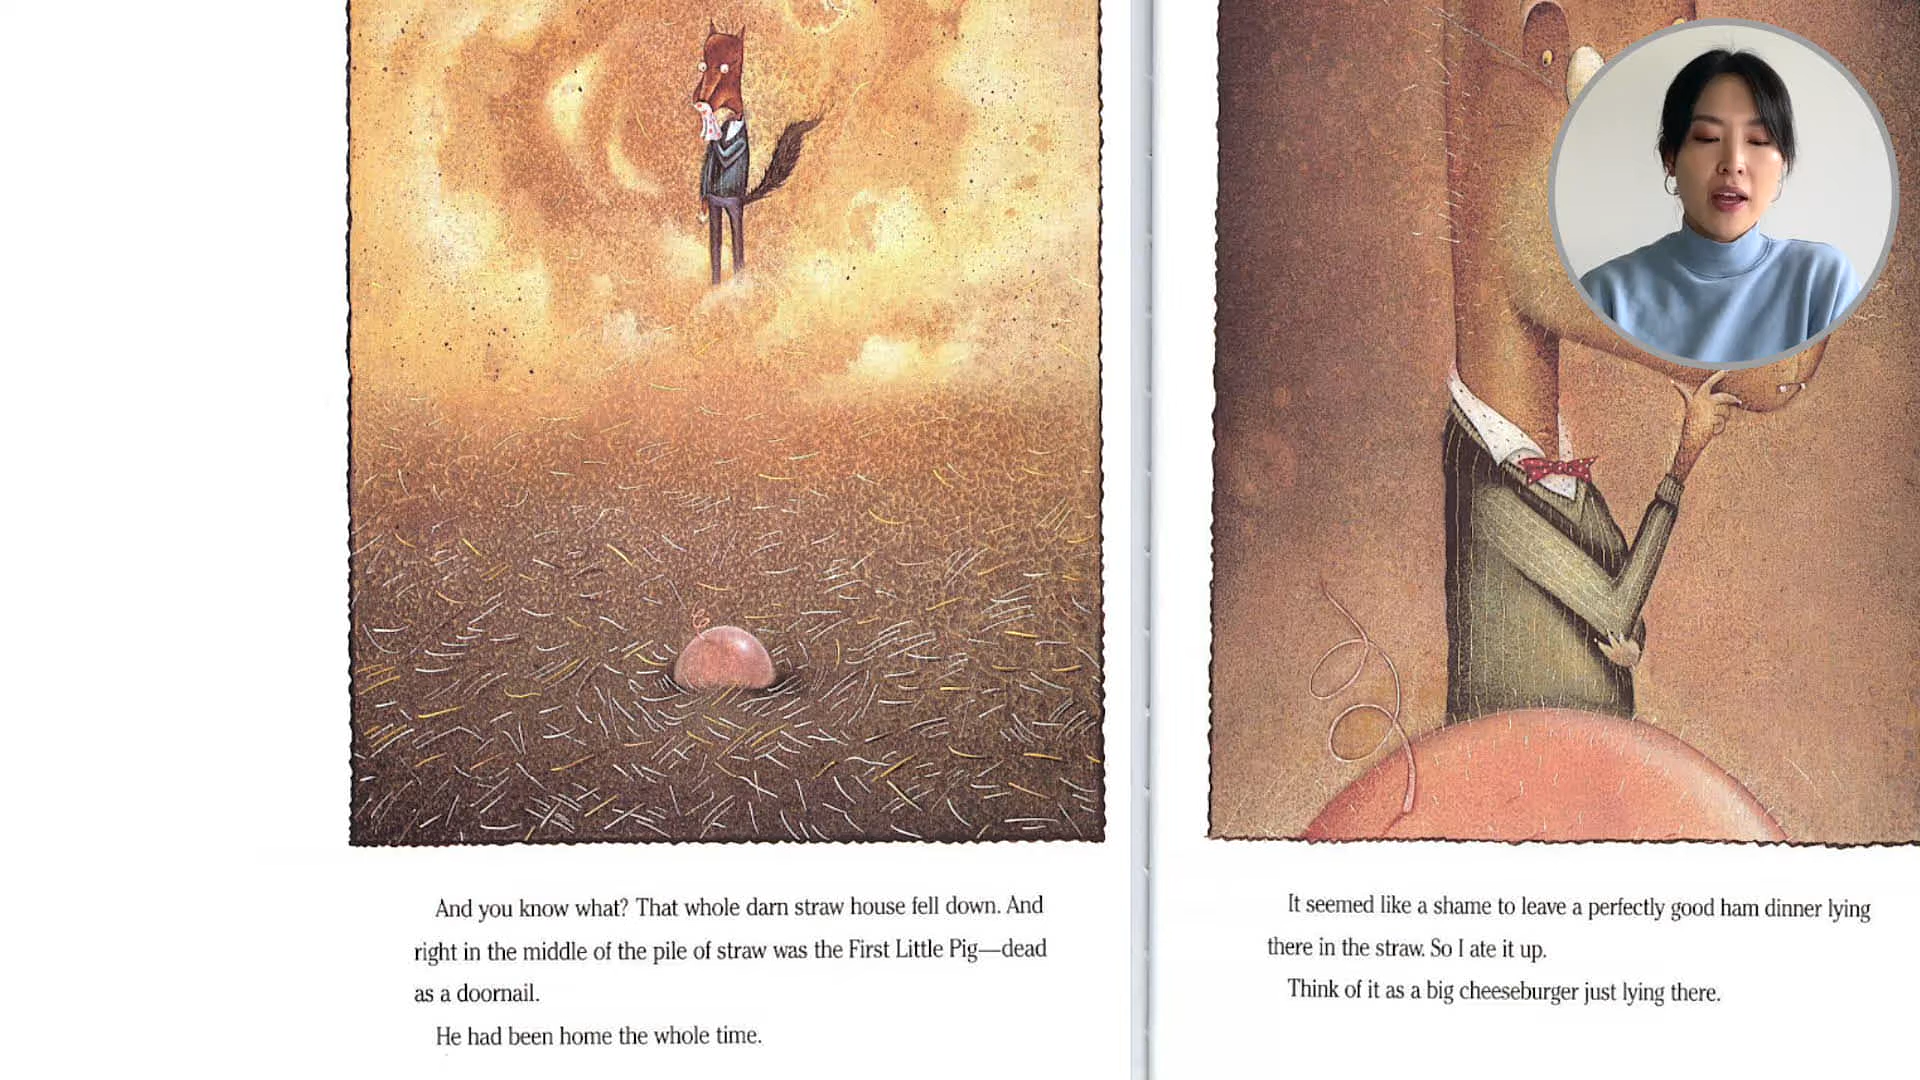 And you know what? That whole darn straw house fell down. And
right in the middle of the pile of straw was the First Little Pig—dead
as a doornail.
He had been home the whole time.
It seemed like a shame to leave a perfectly good ham dinner lying
there in the straw. So I ate it up.
Think of it as a big cheeseburger just lying there.